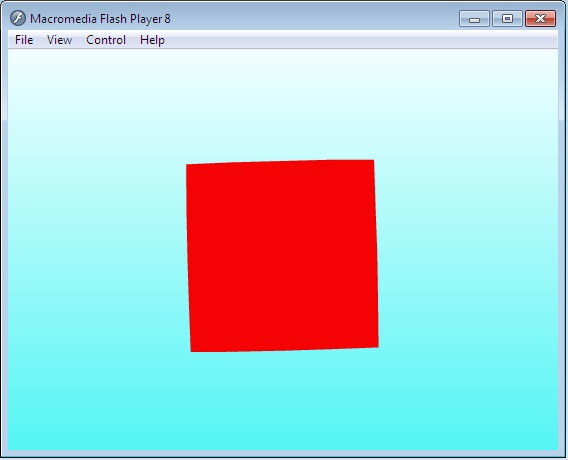 Macromedia Flash Player 8
File View Control Help